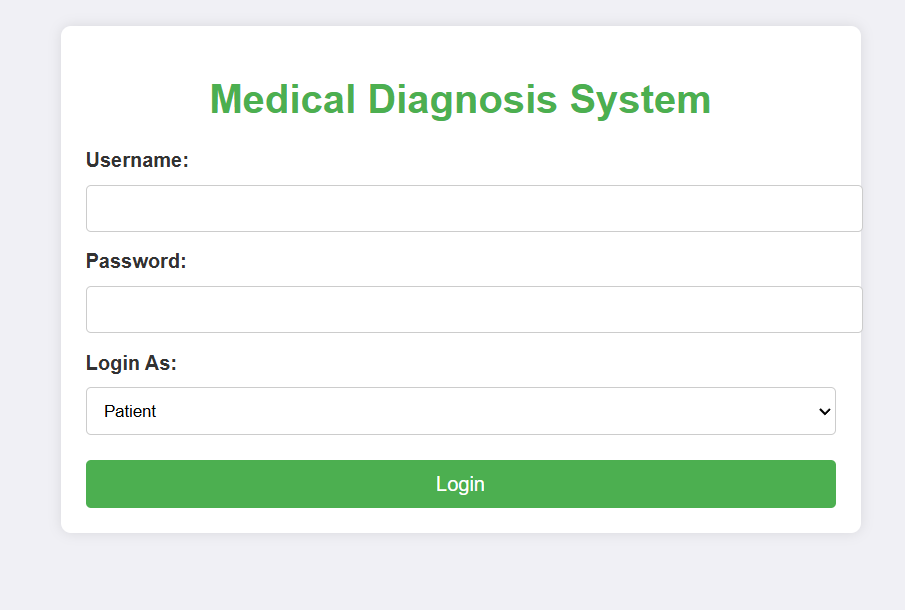 Medical Diagnosis System
Username:
Password:
Login As:
Patient
Login